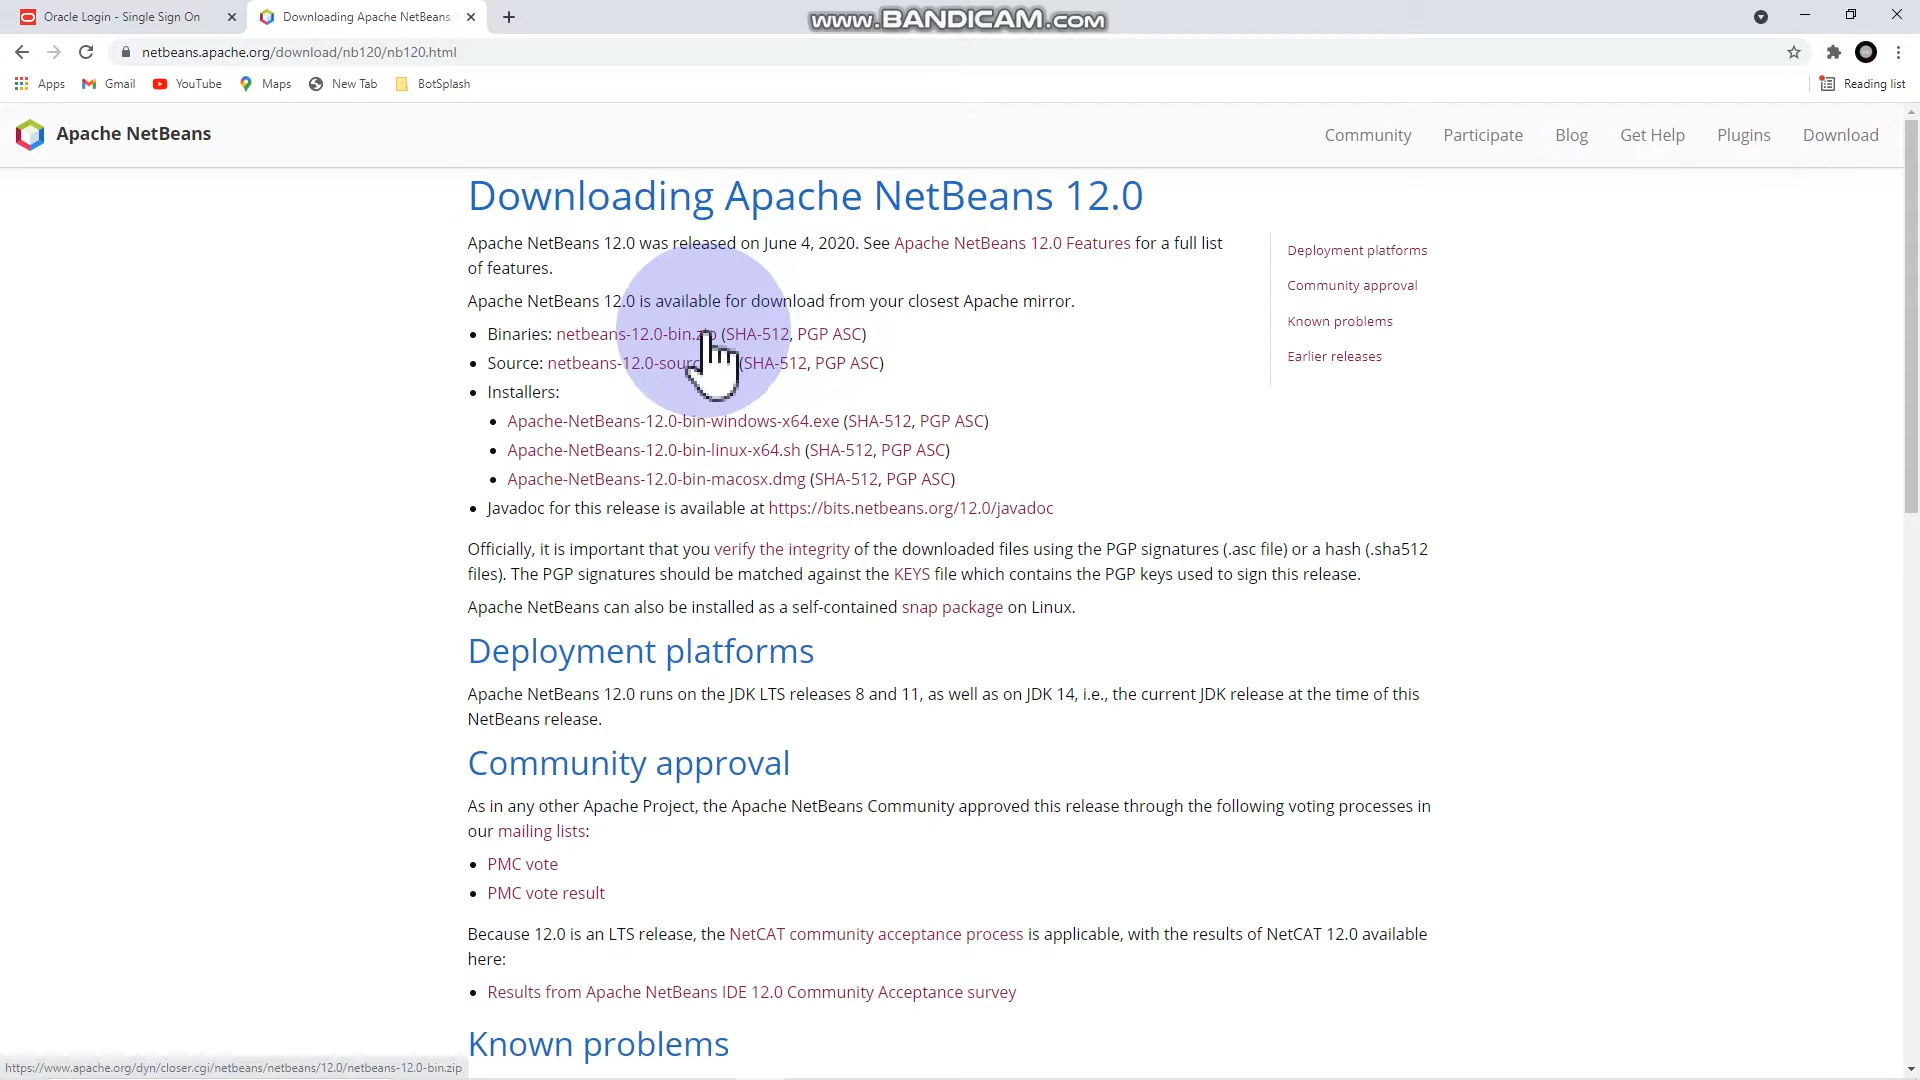 Oracle Login - Single Sign On
Downloading Apache NetBeans
www.BANDICAM.com
netbeans.apache.org/download/nb120/nb120.html
Apps
Gmail
YouTube
Maps
New Tab
BotSplash
Reading list
Apache NetBeans
Community
Participate
Blog
Get Help
Plugins
Download
Downloading Apache NetBeans 12.0
Apache NetBeans 12.0 was released on June 4, 2020. See Apache NetBeans 12.0 Features for a full list
of features.
Apache NetBeans 12.0 is available for download from your closest Apache mirror.
• Binaries: netbeans-12.0-bin.zip (SHA-512, PGP ASC)
• Source: netbeans-12.0-sourc (SHA-512, PGP ASC)
• Installers:
• Apache-NetBeans-12.0-bin-windows-x64.exe (SHA-512, PGP ASC)
• Apache-NetBeans-12.0-bin-linux-x64.sh (SHA-512, PGP ASC)
• Apache-NetBeans-12.0-bin-macosx.dmg (SHA-512, PGP ASC)
• Javadoc for this release is available at https://bits.netbeans.org/12.0/javadoc
Officially, it is important that you verify the integrity of the downloaded files using the PGP signatures (.asc file) or a hash (.sha512
files). The PGP signatures should be matched against the KEYS file which contains the PGP keys used to sign this release.
Apache NetBeans can also be installed as a self-contained snap package on Linux.
Deployment platforms
Apache NetBeans 12.0 runs on the JDK LTS releases 8 and 11, as well as on JDK 14, i.e., the current JDK release at the time of this
NetBeans release.
Community approval
As in any other Apache Project, the Apache NetBeans Community approved this release through the following voting processes in
our mailing lists:
• PMC vote
• PMC vote result
Because 12.0 is an LTS release, the NetCAT community acceptance process is applicable, with the results of NetCAT 12.0 available
here:
• Results from Apache NetBeans IDE 12.0 Community Acceptance survey
Known problems
Deployment platforms
Community approval
Known problems
Earlier releases
https://www.apache.org/dyn/closer.cgi/netbeans/netbeans/12.0/netbeans-12.0-bin.zip